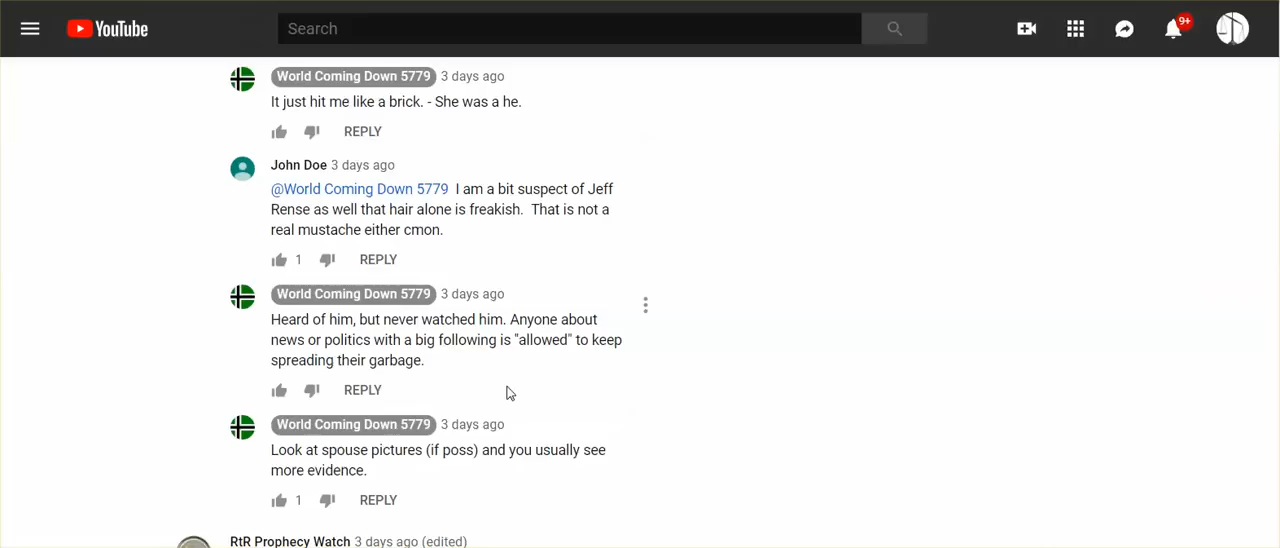 YouTube
Search
9+
World Coming Down 5779 3 days ago
It just hit me like a brick. - She was a he.
REPLY
John Doe 3 days ago
@World Coming Down 5779 I am a bit suspect of Jeff
Rense as well that hair alone is freakish. That is not a
real mustache either cmon.
1 REPLY
World Coming Down 5779 3 days ago
Heard of him, but never watched him. Anyone about
news or politics with a big following is "allowed" to keep
spreading their garbage.
REPLY
World Coming Down 5779 3 days ago
Look at spouse pictures (if poss) and you usually see
more evidence.
1 REPLY
RtR Prophecy Watch 3 days ago (edited)